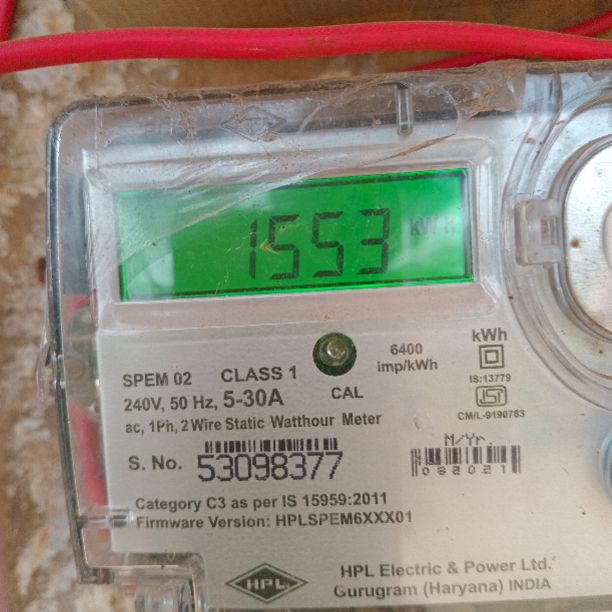 1553 kWh
6400
imp/kWh
kWh
IS:13779
CM/L-9190783
SPEM 02 CLASS 1
240V, 50 Hz, 5-30A
CAL
ac, 1Ph, 2 Wire Static Watthour Meter
M/Yr.
S. No. 53098377
082021
Category C3 as per IS 15959:2011
Firmware Version: HPLSPEM6XXX01
HPL
HPL Electric & Power Ltd.
Gurugram (Haryana) INDIA